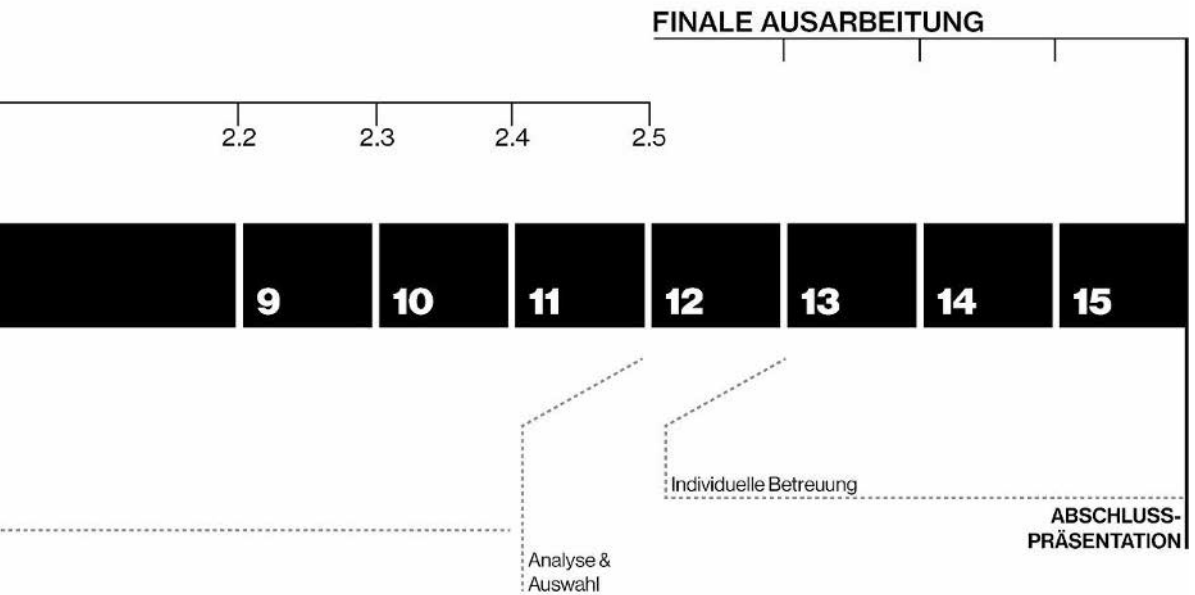 FINALE AUSARBEITUNG
2.2 2.3 2.4 2.5
9 10 11 12 13 14 15
Individuelle Betreuung
ABSCHLUSS-
PRÄSENTATION
Analyse &
Auswahl